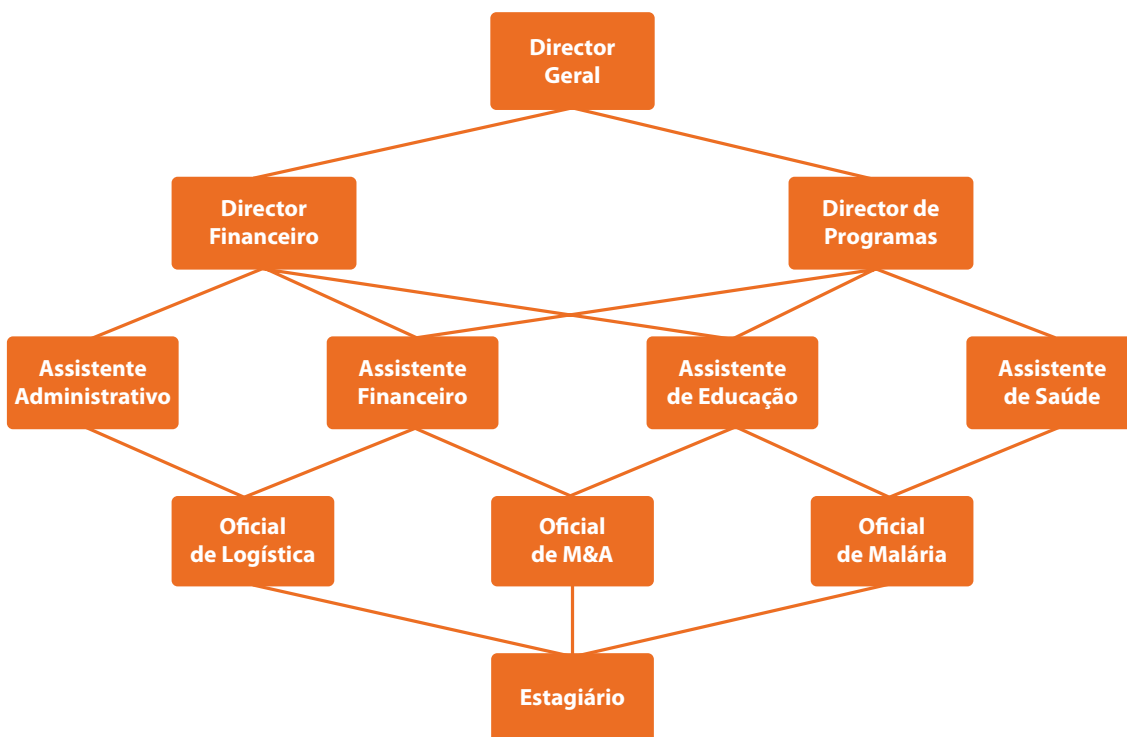 Director
Geral
Director
Financeiro
Director de
Programas
Assistente
Administrativo
Assistente
Financeiro
Assistente
de Educação
Assistente
de Saúde
Oficial
de Logística
Oficial
de M&A
Oficial
de Malária
Estagiário